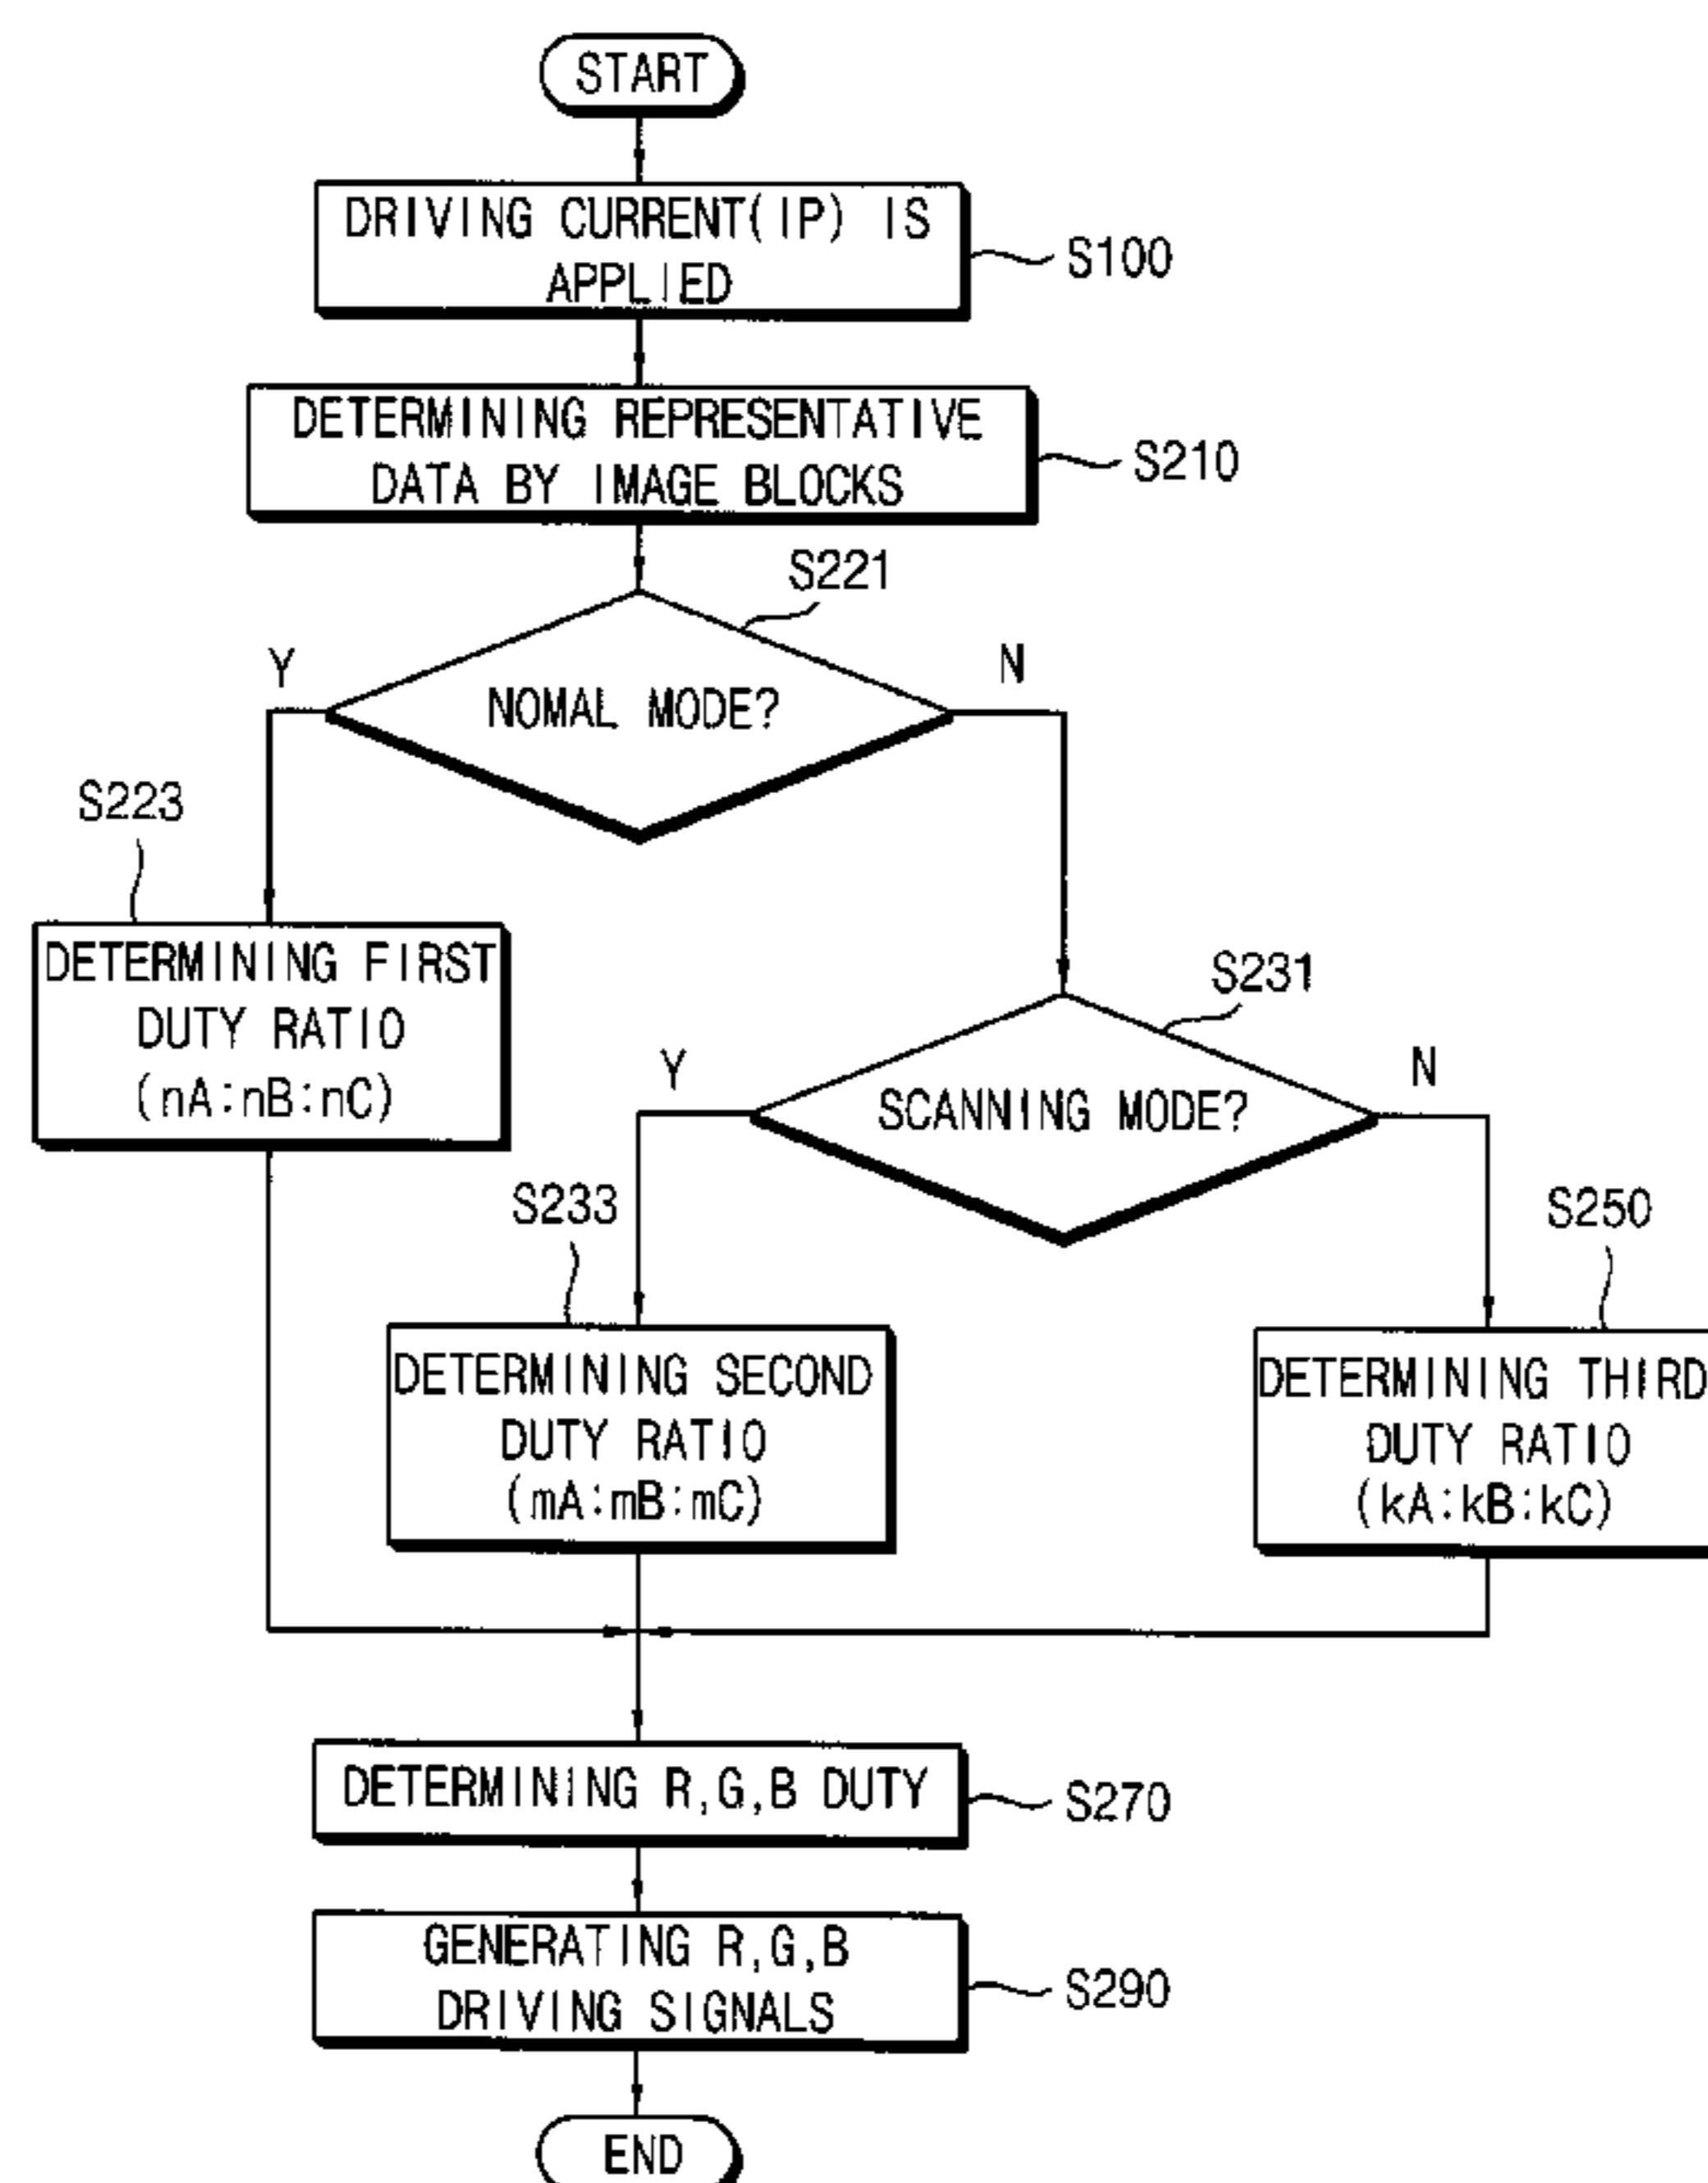 START
DRIVING CURRENT(IP) IS
APPLIED
S100
DETERMINING REPRESENTATIVE
DATA BY IMAGE BLOCKS
S210
S221
Y
N
NOMAL MODE?
S223
DETERMINING FIRST
DUTY RATIO
(nA:nB:nC)
S231
Y
N
SCANNING MODE?
S233
S250
DETERMINING SECOND
DUTY RATIO
(mA:mB:mC)
DETERMINING THIRD
DUTY RATIO
(kA:kB:kC)
DETERMINING R,G,B DUTY
S270
GENERATING R,G,B
DRIVING SIGNALS
S290
END